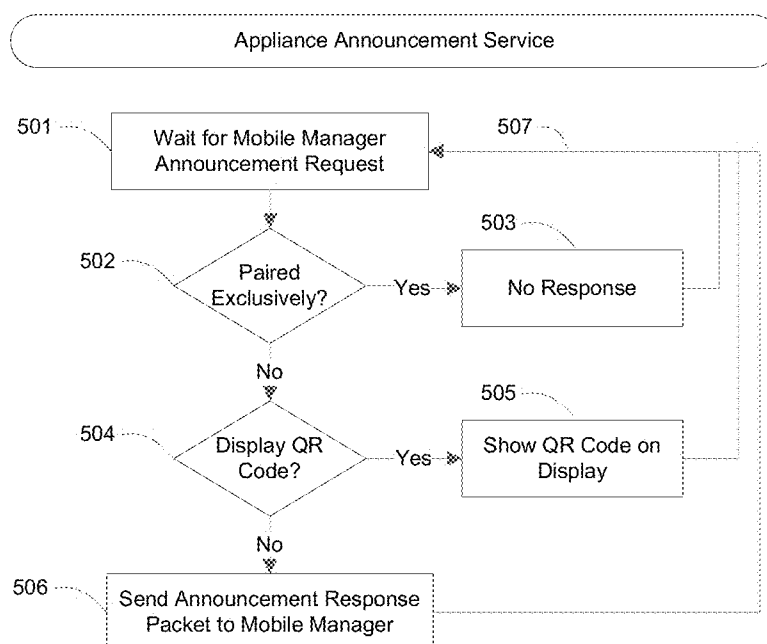 Appliance Announcement Service
501
Wait for Mobile Manager
Announcement Request
507
502
Paired
Exclusively?
Yes
503
No Response
No
504
Display QR
Code?
Yes
505
Show QR Code on
Display
No
506
Send Announcement Response
Packet to Mobile Manager